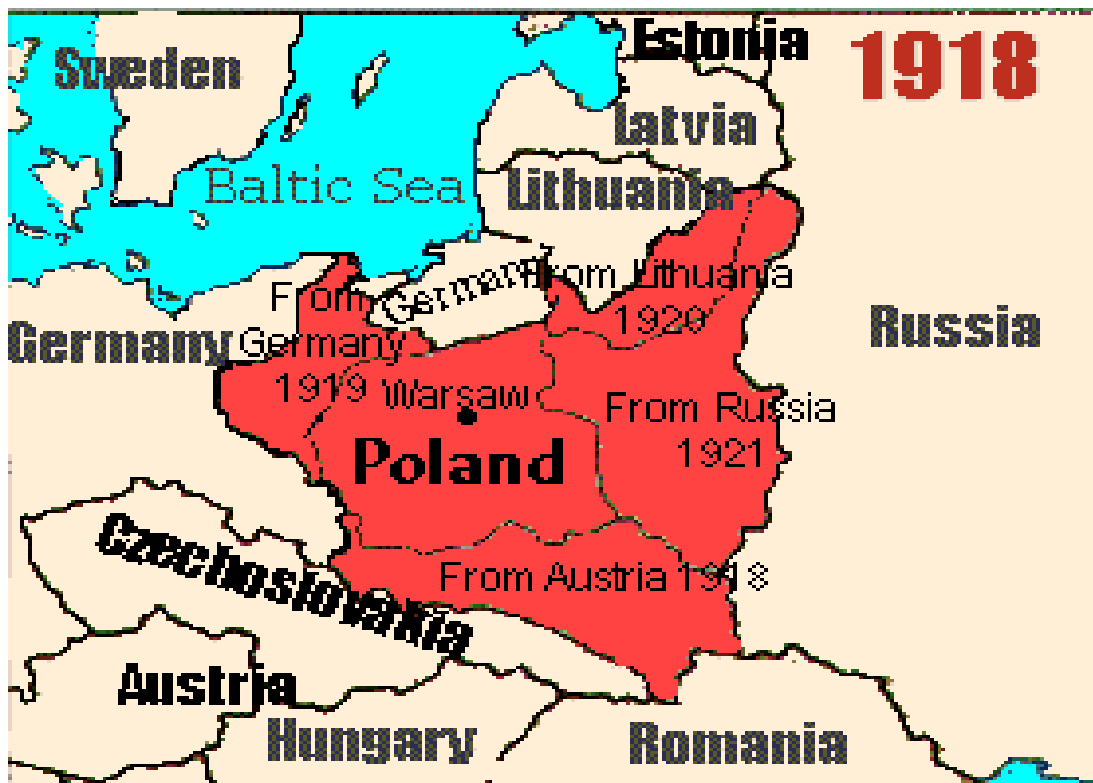 Estonia
1918
Sweden
Latvia
Baltic Sea
Lithuania
From Lithuania
1920
Germany
From
Germany
1919
Germany
Russia
Warsaw
From Russia
1921
Poland
Czechoslovakia
From Austria 1918
Austria
Hungary
Romania